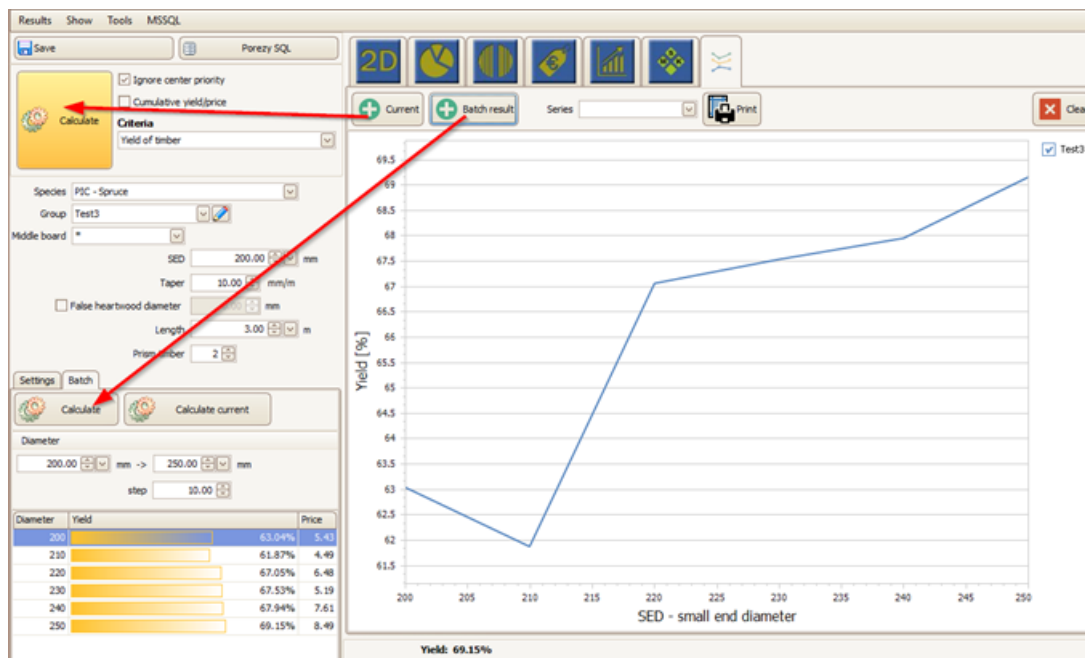 Results Show Tools MSSQL
Save
Porezy SQL
Calculate
Ignore center priority
Cumulative yield/price
Criteria
Yield of timber
Species PIC - Spruce
Group Test3
Middle board *
SED 200.00 mm
Taper 10.00 mm/m
False heartwood diameter mm
Length 3.00 m
Prism timber 2
Settings Batch
Calculate
Calculate current
Diameter
200.00 mm -> 250.00 mm
step 10.00
Diameter Yield Price
200 63.04% 5.43
210 61.87% 4.49
220 67.05% 6.48
230 67.53% 5.19
240 67.94% 7.61
250 69.15% 8.49
2D
Current
Batch result
Series
Print
Clea
Test3
Yield [%]
69.5
69
68.5
68
67.5
67
66.5
66
65.5
65
64.5
64
63.5
63
62.5
62
61.5
200 205 210 215 220 225 230 235 240 245 250
SED - small end diameter
Yield: 69.15%